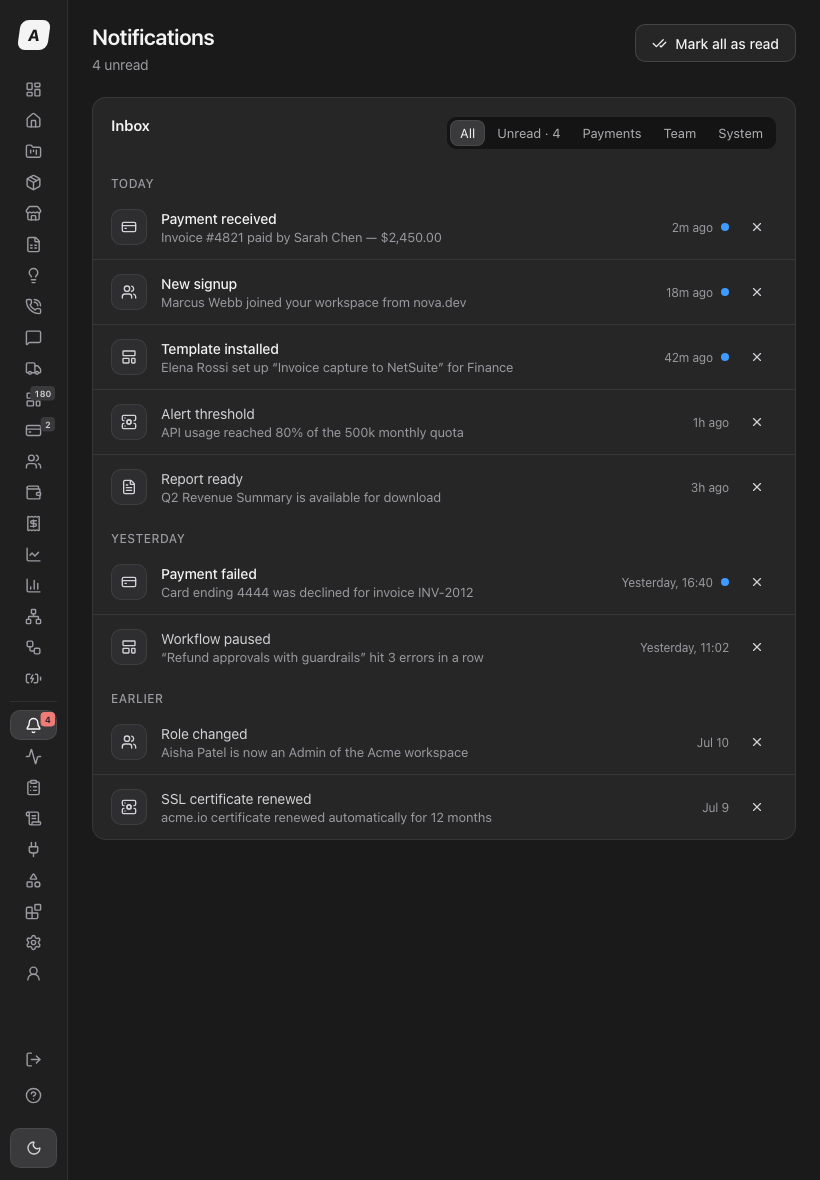 A
Notifications
4 unread
Mark all as read
Inbox
All
Unread · 4
Payments
Team
System
TODAY
Payment received
Invoice #4821 paid by Sarah Chen — $2,450.00
2m ago
New signup
Marcus Webb joined your workspace from nova.dev
18m ago
Template installed
Elena Rossi set up “Invoice capture to NetSuite” for Finance
42m ago
Alert threshold
API usage reached 80% of the 500k monthly quota
1h ago
Report ready
Q2 Revenue Summary is available for download
3h ago
YESTERDAY
Payment failed
Card ending 4444 was declined for invoice INV-2012
Yesterday, 16:40
Workflow paused
“Refund approvals with guardrails” hit 3 errors in a row
Yesterday, 11:02
EARLIER
Role changed
Aisha Patel is now an Admin of the Acme workspace
Jul 10
SSL certificate renewed
acme.io certificate renewed automatically for 12 months
Jul 9
180
2
4